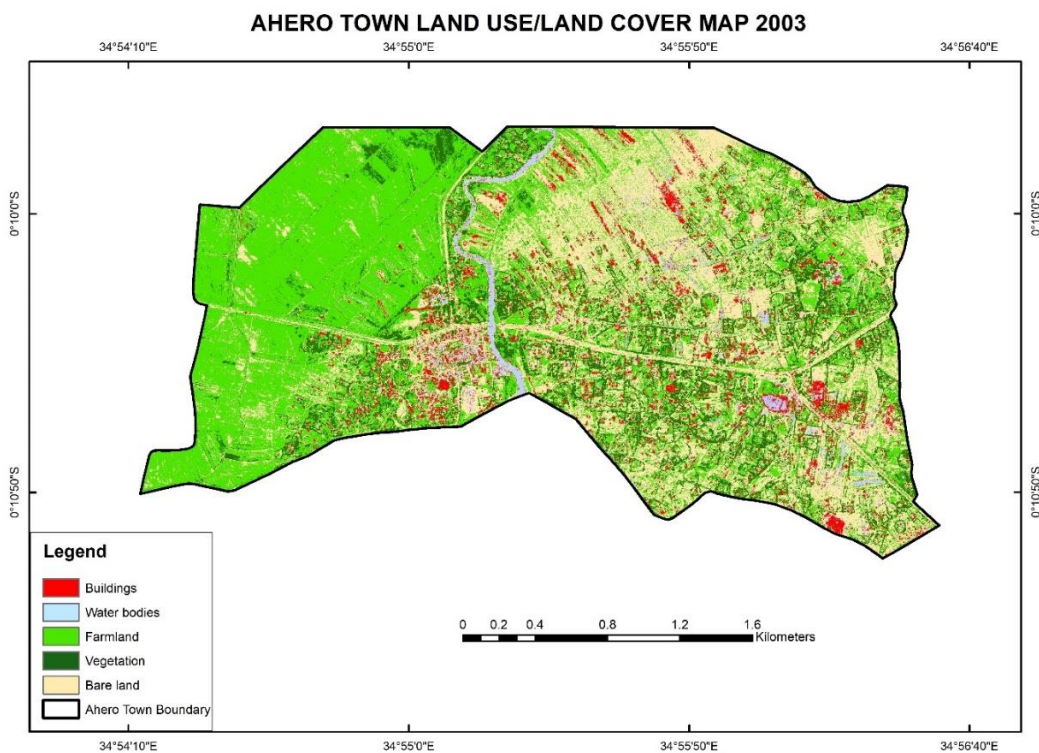 AHERO TOWN LAND USE/LAND COVER MAP 2003
34°54'10"E 34°55'0"E 34°55'50"E 34°56'40"E
0°10'0"S 0°10'0"S
0°10'50"S 0°10'50"S
Legend
Buildings
Water bodies
Farmland
Vegetation
Bare land
Ahero Town Boundary
0 0.2 0.4 0.8 1.2 1.6
Kilometers
34°54'10"E 34°55'0"E 34°55'50"E 34°56'40"E